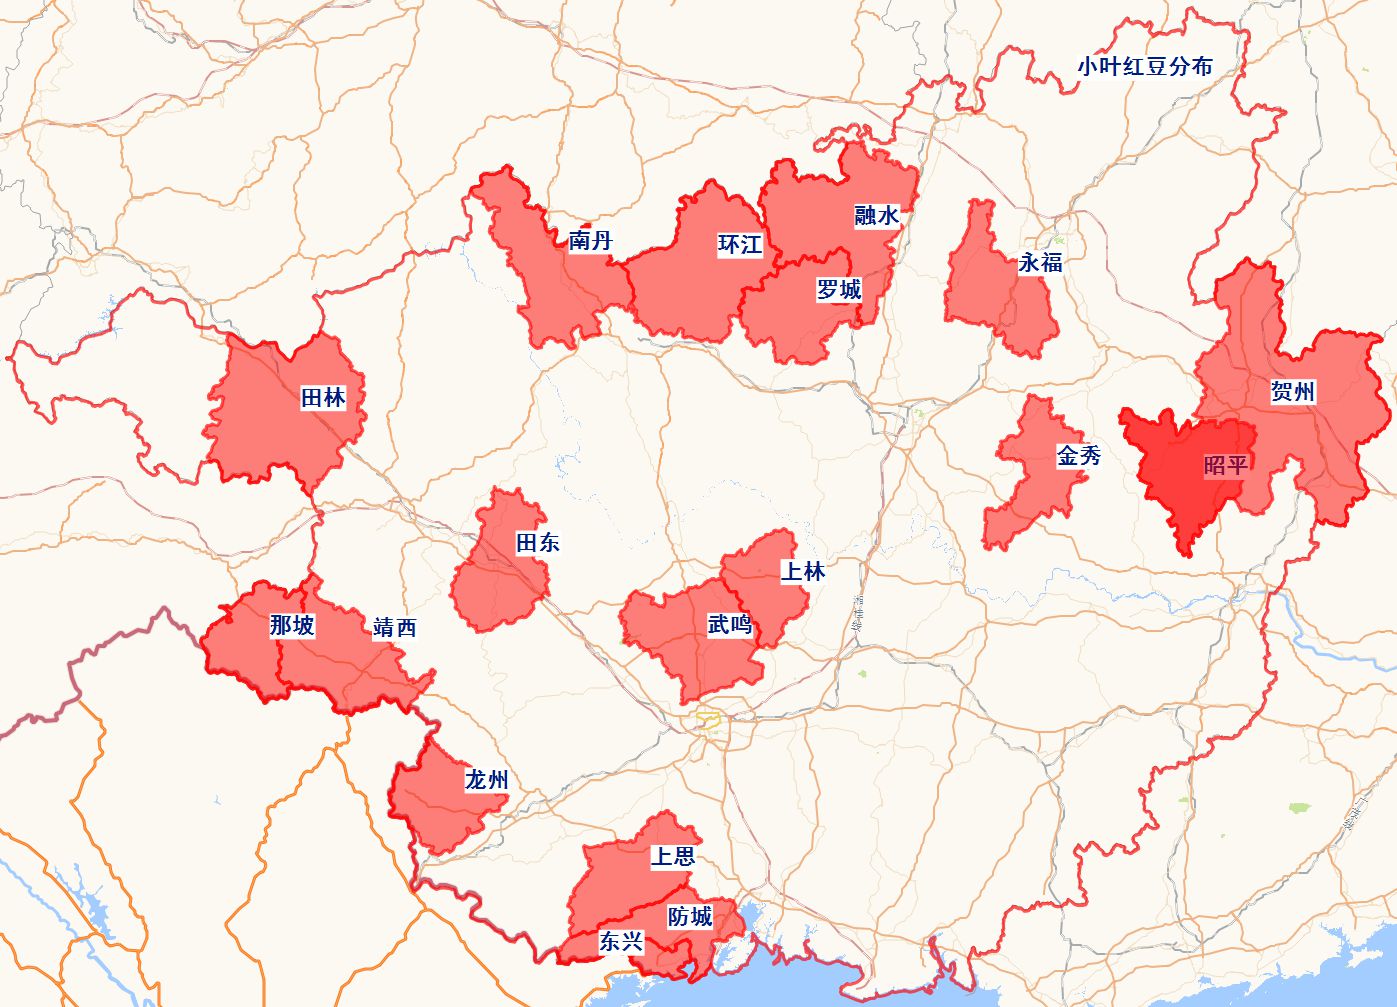 小叶红豆分布
融水
南丹
环江
永福
罗城
贺州
田林
金秀
昭平
田东
上林
那坡
靖西
武鸣
龙州
上思
防城
东兴